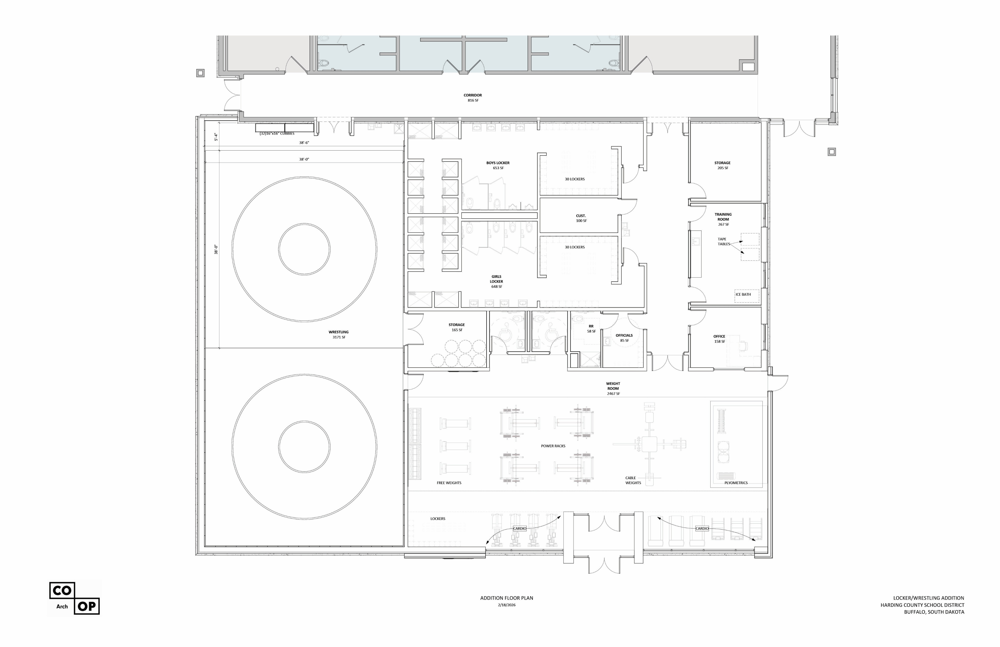 CORRIDOR
816 SF
(32)16"x16" CUBBIES
5'-4"
38'-6"
38'-0"
BOYS LOCKER
653 SF
STORAGE
205 SF
30 LOCKERS
CUST.
100 SF
TRAINING
ROOM
267 SF
TAPE
TABLES
38'-0"
30 LOCKERS
GIRLS
LOCKER
648 SF
ICE BATH
WRESTLING
3171 SF
STORAGE
165 SF
RR
58 SF
OFFICIALS
85 SF
OFFICE
158 SF
WEIGHT
ROOM
2467 SF
POWER RACKS
FREE WEIGHTS
CABLE
WEIGHTS
PLYOMETRICS
LOCKERS
CARDIO
CARDIO
CO
Arch OP
ADDITION FLOOR PLAN
2/18/2026
LOCKER/WRESTLING ADDITION
HARDING COUNTY SCHOOL DISTRICT
BUFFALO, SOUTH DAKOTA